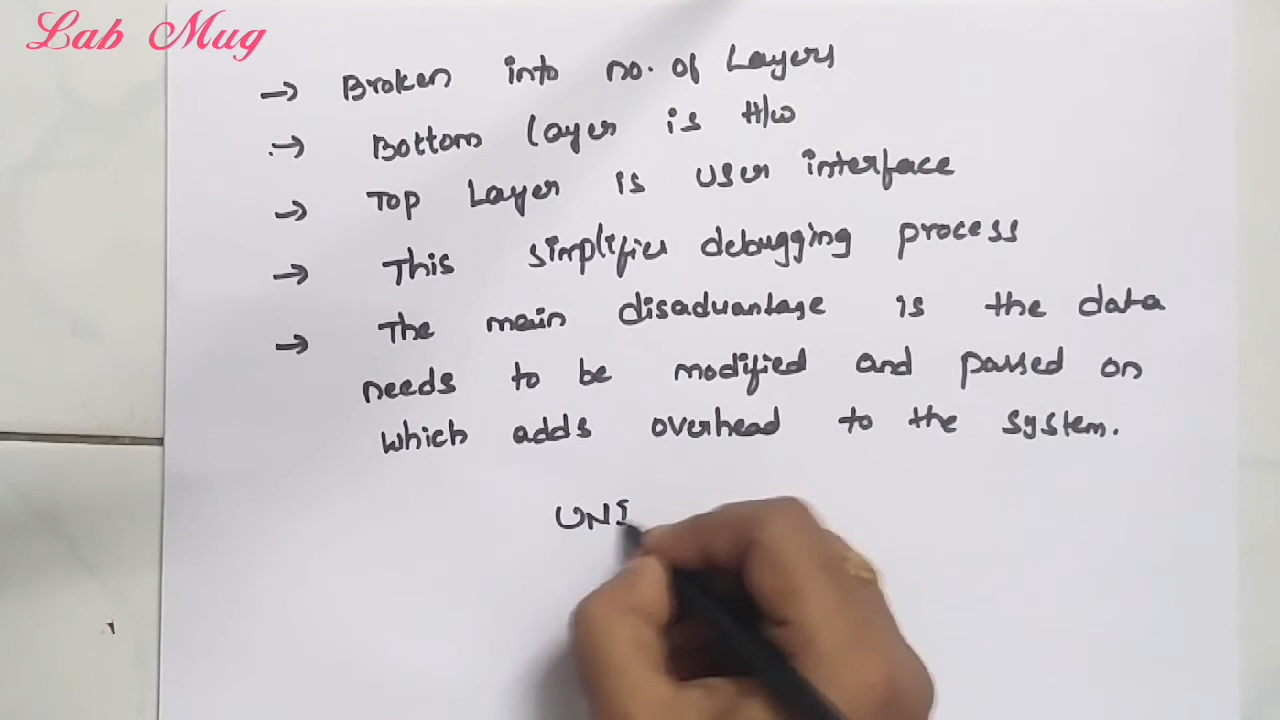 Lab Mug
→ Broken into no. of Layers
→ Bottom layer is H/W
→ Top Layer is user interface
→ This simplifies debugging process
→ The main disadvantage is the data
needs to be modified and passed on
which adds overhead to the system.
UNI